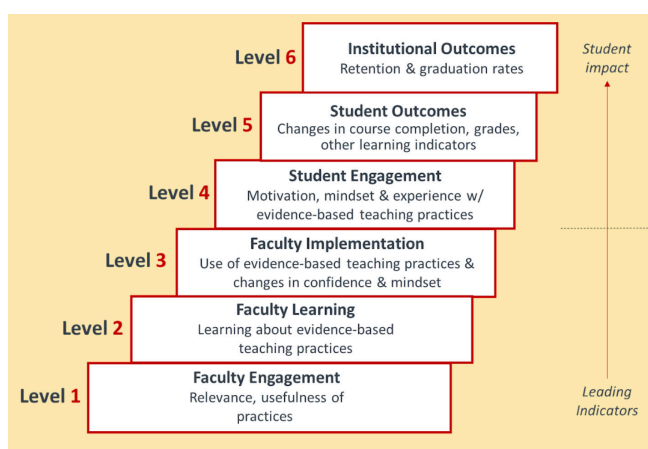 Level 6
Institutional Outcomes
Retention & graduation rates
Student
impact
Level 5
Student Outcomes
Changes in course completion, grades,
other learning indicators
Level 4
Student Engagement
Motivation, mindset & experience w/
evidence-based teaching practices
Level 3
Faculty Implementation
Use of evidence-based teaching practices &
changes in confidence & mindset
Level 2
Faculty Learning
Learning about evidence-based
teaching practices
Level 1
Faculty Engagement
Relevance, usefulness of
practices
Leading
Indicators